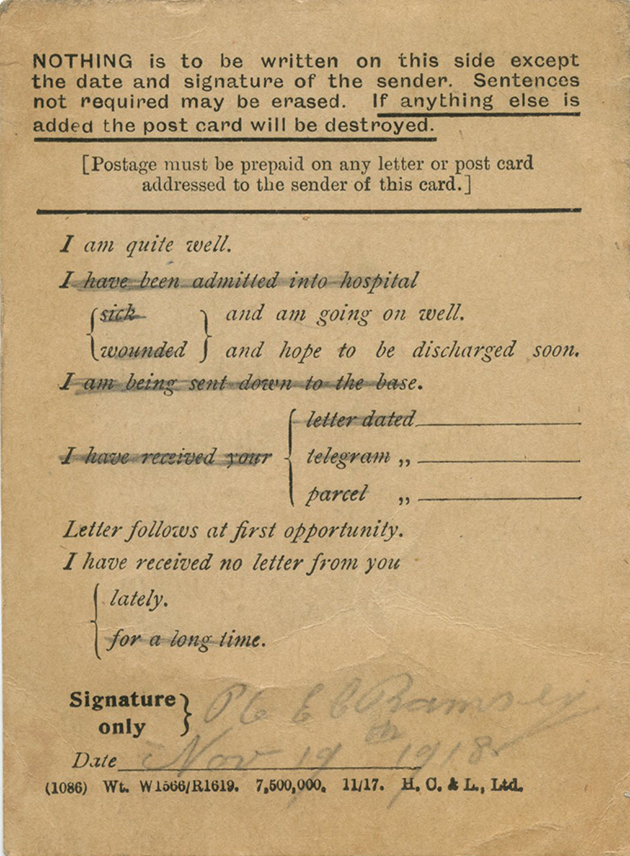 NOTHING is to be written on this side except
the date and signature of the sender. Sentences
not required may be erased. If anything else is
added the post card will be destroyed.
[Postage must be prepaid on any letter or post card
addressed to the sender of this card.]
I am quite well.
I have been admitted into hospital
sick and am going on well.
wounded and hope to be discharged soon.
I am being sent down to the base.
letter dated
I have received your telegram „
parcel „
Letter follows at first opportunity.
I have received no letter from you
lately.
for a long time.
Signature only } E C Ramsey
Date Nov 19th 1918
(1086) Wt. W1566/R1619. 7,500,000. 11/17. H. C. & L., Ltd.